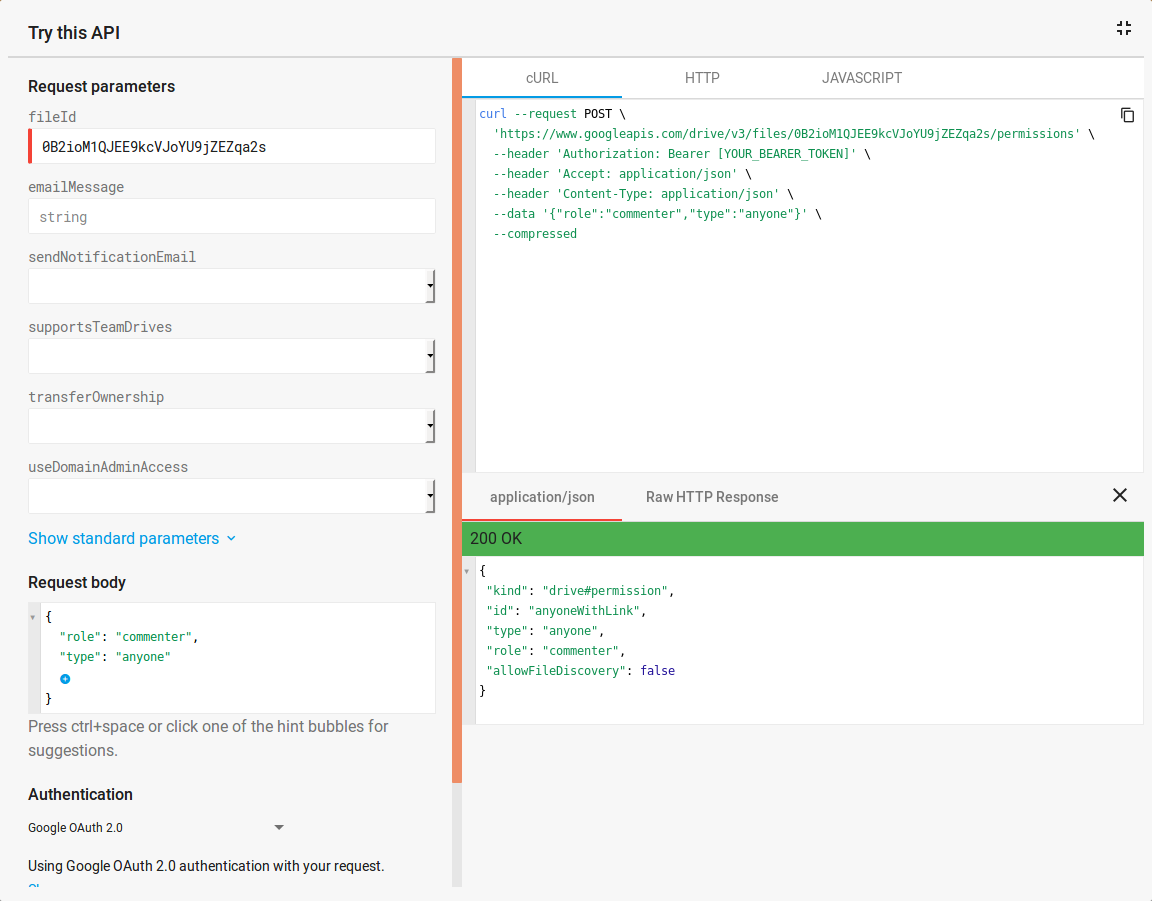 Try this API
Request parameters
fileId
0B2ioM1QJEE9kcVJoYU9jZEZqa2s
emailMessage
string
sendNotificationEmail
supportsTeamDrives
transferOwnership
useDomainAdminAccess
Show standard parameters
Request body
{
"role": "commenter",
"type": "anyone"
}
Press ctrl+space or click one of the hint bubbles for
suggestions.
Authentication
Google OAuth 2.0
Using Google OAuth 2.0 authentication with your request.
cURL HTTP JAVASCRIPT
curl --request POST \
'https://www.googleapis.com/drive/v3/files/0B2ioM1QJEE9kcVJoYU9jZEZqa2s/permissions' \
--header 'Authorization: Bearer [YOUR_BEARER_TOKEN]' \
--header 'Accept: application/json' \
--header 'Content-Type: application/json' \
--data '{"role":"commenter","type":"anyone"}' \
--compressed
application/json Raw HTTP Response
200 OK
{
"kind": "drive#permission",
"id": "anyoneWithLink",
"type": "anyone",
"role": "commenter",
"allowFileDiscovery": false
}